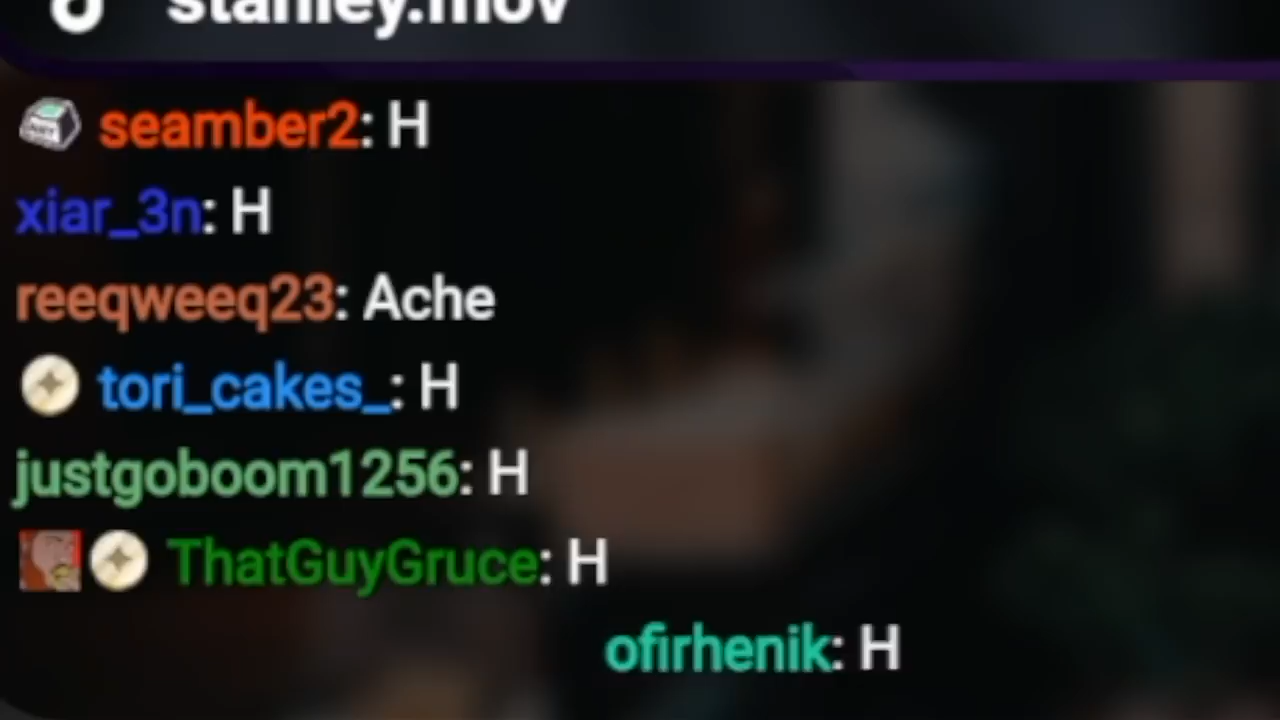 stanley.mov
seamber2: H
xiar_3n: H
reeqweeq23: Ache
tori_cakes_: H
justgoboom1256: H
ThatGuyGruce: H
ofirhenik: H